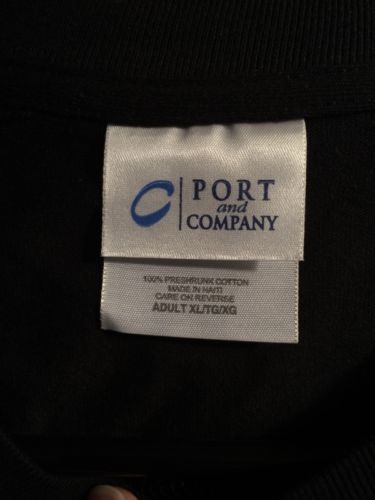 PORT
and
COMPANY
100% PRESHRUNK COTTON
MADE IN HAITI
CARE ON REVERSE
ADULT XL/TG/XG